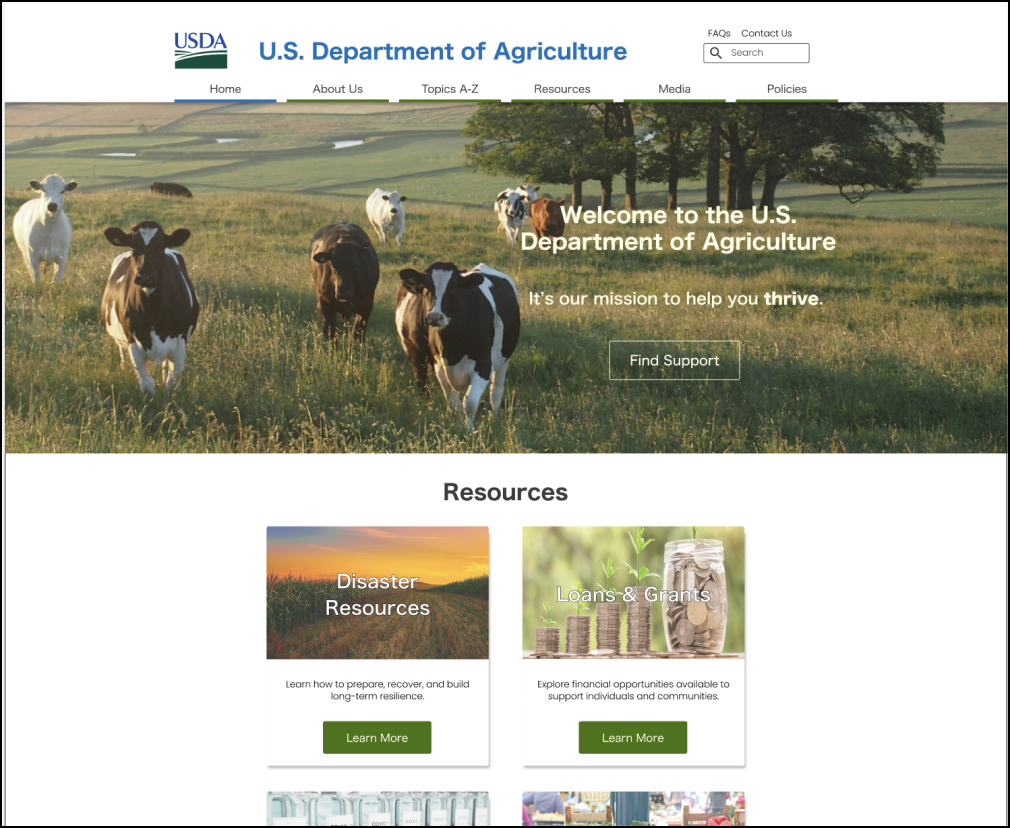 USDA
U.S. Department of Agriculture
FAQs Contact Us
Search
Home About Us Topics A-Z Resources Media Policies
Welcome to the U.S.
Department of Agriculture
It's our mission to help you thrive.
Find Support
Resources
Disaster
Resources
Learn how to prepare, recover, and build
long-term resilience.
Learn More
Loans & Grants
Explore financial opportunities available to
support individuals and communities.
Learn More